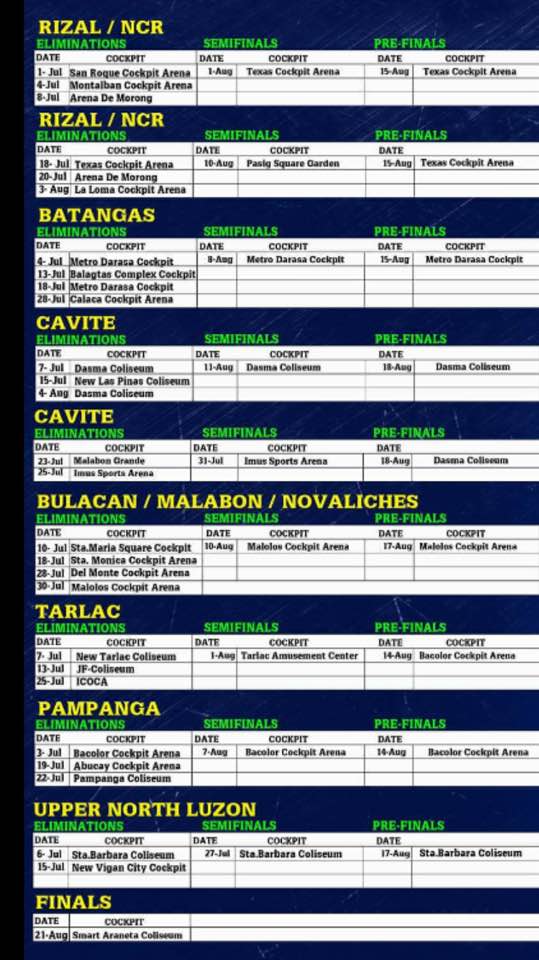 RIZAL / NCR
ELIMINATIONS SEMIFINALS PRE-FINALS
DATE COCKPIT DATE COCKPIT DATE COCKPIT
1- Jul San Roque Cockpit Arena 1-Aug Texas Cockpit Arena 15-Aug Texas Cockpit Arena
4-Jul Montalban Cockpit Arena
8-Jul Arena De Morong
RIZAL / NCR
ELIMINATIONS SEMIFINALS PRE-FINALS
DATE COCKPIT DATE COCKPIT DATE
18- Jul Texas Cockpit Arena 10-Aug Pasig Square Garden 15-Aug Texas Cockpit Arena
20-Jul Arena De Morong
3- Aug La Loma Cockpit Arena
BATANGAS
ELIMINATIONS SEMIFINALS PRE-FINALS
DATE COCKPIT DATE COCKPIT DATE COCKPIT
4- Jul Metro Darasa Cockpit 8-Aug Metro Darasa Cockpit 15-Aug Metro Darasa Cockpit
13-Jul Balagtas Complex Cockpit
18-Jul Metro Darasa Cockpit
28-Jul Calaca Cockpit Arena
CAVITE
ELIMINATIONS SEMIFINALS PRE-FINALS
DATE COCKPIT DATE COCKPIT DATE
7- Jul Dasma Coliseum 11-Aug Dasma Coliseum 18-Aug Dasma Coliseum
15-Jul New Las Pinas Coliseum
4- Aug Dasma Coliseum
CAVITE
ELIMINATIONS SEMIFINALS PRE-FINALS
DATE COCKPIT DATE COCKPIT DATE COCKPIT
23-Jul Malabon Grande 31-Jul Imus Sports Arena 18-Aug Dasma Coliseum
25-Jul Imus Sports Arena
BULACAN / MALABON / NOVALICHES
ELIMINATIONS SEMIFINALS PRE-FINALS
DATE COCKPIT DATE COCKPIT DATE COCKPIT
10- Jul Sta.Maria Square Cockpit 10-Aug Malolos Cockpit Arena 17-Aug Malolos Cockpit Arena
18-Jul Sta. Monica Cockpit Arena
28-Jul Del Monte Cockpit Arena
30-Jul Malolos Cockpit Arena
TARLAC
ELIMINATIONS SEMIFINALS PRE-FINALS
DATE COCKPIT DATE COCKPIT DATE COCKPIT
7- Jul New Tarlac Coliseum 1-Aug Tarlac Amusement Center 14-Aug Bacolor Cockpit Arena
13-Jul JF-Coliseum
25-Jul ICOCA
PAMPANGA
ELIMINATIONS SEMIFINALS PRE-FINALS
DATE COCKPIT DATE COCKPIT DATE
3- Jul Bacolor Cockpit Arena 7-Aug Bacolor Cockpit Arena 14-Aug Bacolor Cockpit Arena
19-Jul Abucay Cockpit Arena
22-Jul Pampanga Coliseum
UPPER NORTH LUZON
ELIMINATIONS SEMIFINALS PRE-FINALS
DATE COCKPIT DATE COCKPIT DATE COCKPIT
6- Jul Sta.Barbara Coliseum 27-Jul Sta.Barbara Coliseum 17-Aug Sta.Barbara Coliseum
15-Jul New Vigan City Cockpit
FINALS
DATE COCKPIT
21-Aug Smart Araneta Coliseum